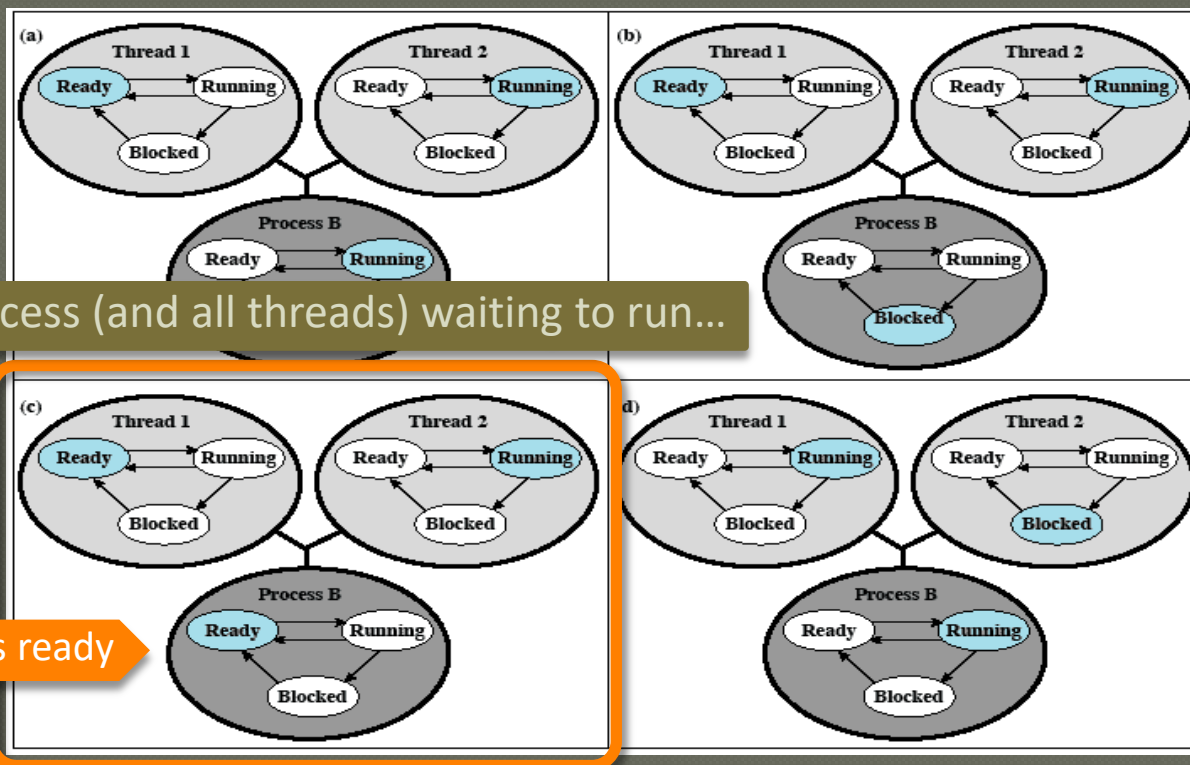 (a)
Thread 1
Ready Running
Blocked
Thread 2
Ready Running
Blocked
Process B
Ready Running
(b)
Thread 1
Ready Running
Blocked
Thread 2
Ready Running
Blocked
Process B
Ready Running
Blocked
(and all threads) waiting to run...
(c)
Thread 1
Ready Running
Blocked
Thread 2
Ready Running
Blocked
Process B
Ready Running
Blocked
ready
d)
Thread 1
Ready Running
Blocked
Thread 2
Ready Running
Blocked
Process B
Ready Running
Blocked